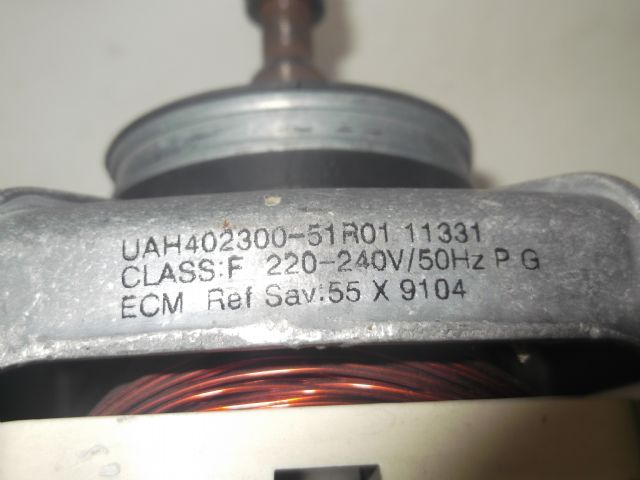 UAH402300-51R01 11331
CLASS:F 220-240V/50Hz P G
ECM Ref Sav:55 X 9104